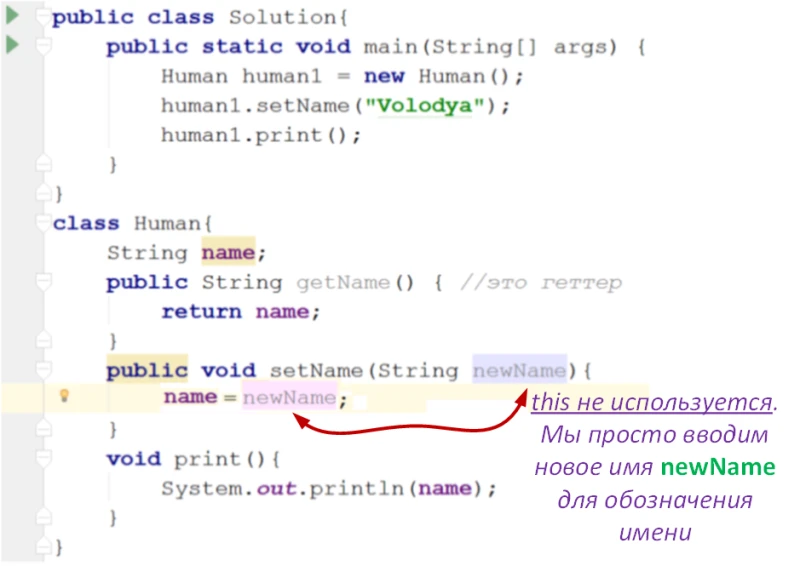 public class Solution{
    public static void main(String[] args) {
        Human human1 = new Human();
        human1.setName("Volodya");
        human1.print();
    }
}
class Human{
    String name;
    public String getName() { //это геттер
        return name;
    }
    public void setName(String newName){
        name = newName;
    }
    void print(){
        System.out.println(name);
    }
}
this не используется.
Мы просто вводим
новое имя newName
для обозначения
имени